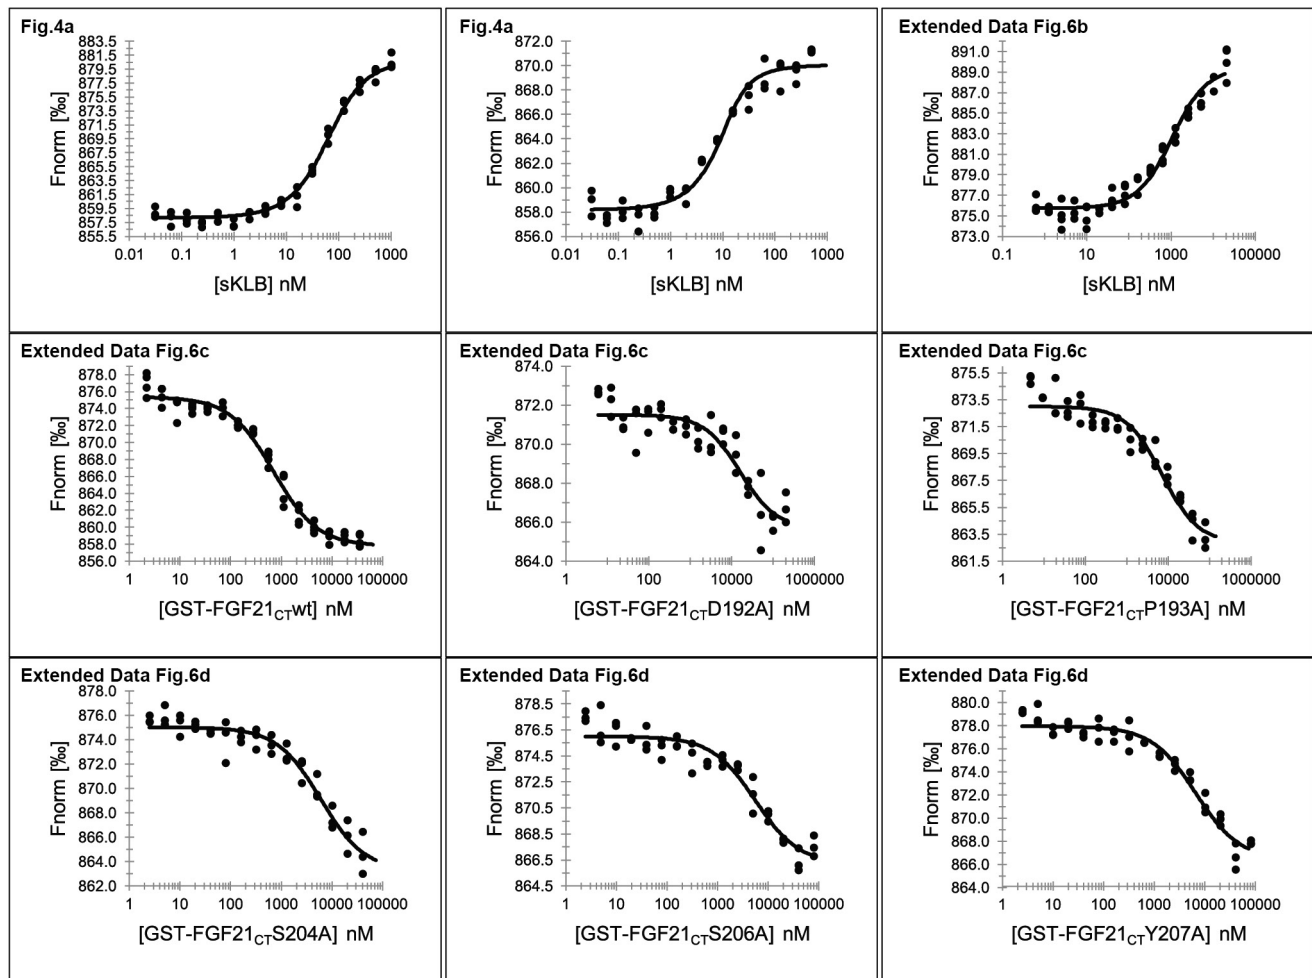 Fig.4a
883.5
881.5
879.5
877.5
875.5
873.5
871.5
869.5
867.5
865.5
863.5
861.5
859.5
857.5
855.5
Fnorm [‰]
0.01 0.1 1 10 100 1000
[sKLB] nM
Fig.4a
872.0
870.0
868.0
866.0
864.0
862.0
860.0
858.0
856.0
Fnorm [‰]
0.01 0.1 1 10 100 1000
[sKLB] nM
Extended Data Fig.6b
891.0
889.0
887.0
885.0
883.0
881.0
879.0
877.0
875.0
873.0
Fnorm [‰]
0.1 10 1000 100000
[sKLB] nM
Extended Data Fig.6c
878.0
876.0
874.0
872.0
870.0
868.0
866.0
864.0
862.0
860.0
858.0
856.0
Fnorm [‰]
1 10 100 1000 10000 100000
[GST-FGF21CTwt] nM
Extended Data Fig.6c
874.0
872.0
870.0
868.0
866.0
864.0
Fnorm [‰]
1 100 10000 1000000
[GST-FGF21CTD192A] nM
Extended Data Fig.6c
875.5
873.5
871.5
869.5
867.5
865.5
863.5
861.5
Fnorm [‰]
1 100 10000 1000000
[GST-FGF21CTP193A] nM
Extended Data Fig.6d
878.0
876.0
874.0
872.0
870.0
868.0
866.0
864.0
862.0
Fnorm [‰]
1 10 100 1000 10000 100000
[GST-FGF21CTS204A] nM
Extended Data Fig.6d
878.5
876.5
874.5
872.5
870.5
868.5
866.5
864.5
Fnorm [‰]
1 10 100 1000 10000 100000
[GST-FGF21CTS206A] nM
Extended Data Fig.6d
880.0
878.0
876.0
874.0
872.0
870.0
868.0
866.0
864.0
Fnorm [‰]
1 10 100 1000 10000 100000
[GST-FGF21CTY207A] nM